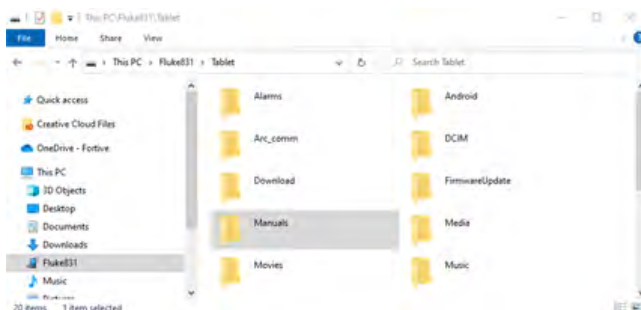 This PC\Fluke831\Tablet
File Home Share View
This PC › Fluke831 › Tablet
Search Tablet
Quick access
Creative Cloud Files
OneDrive - Fortive
This PC
3D Objects
Desktop
Documents
Downloads
Fluke831
Music
Pictures
Alarms
Android
Arc_comm
DCIM
Download
FirmwareUpdate
Manuals
Media
Movies
Music
20 items 1 item selected